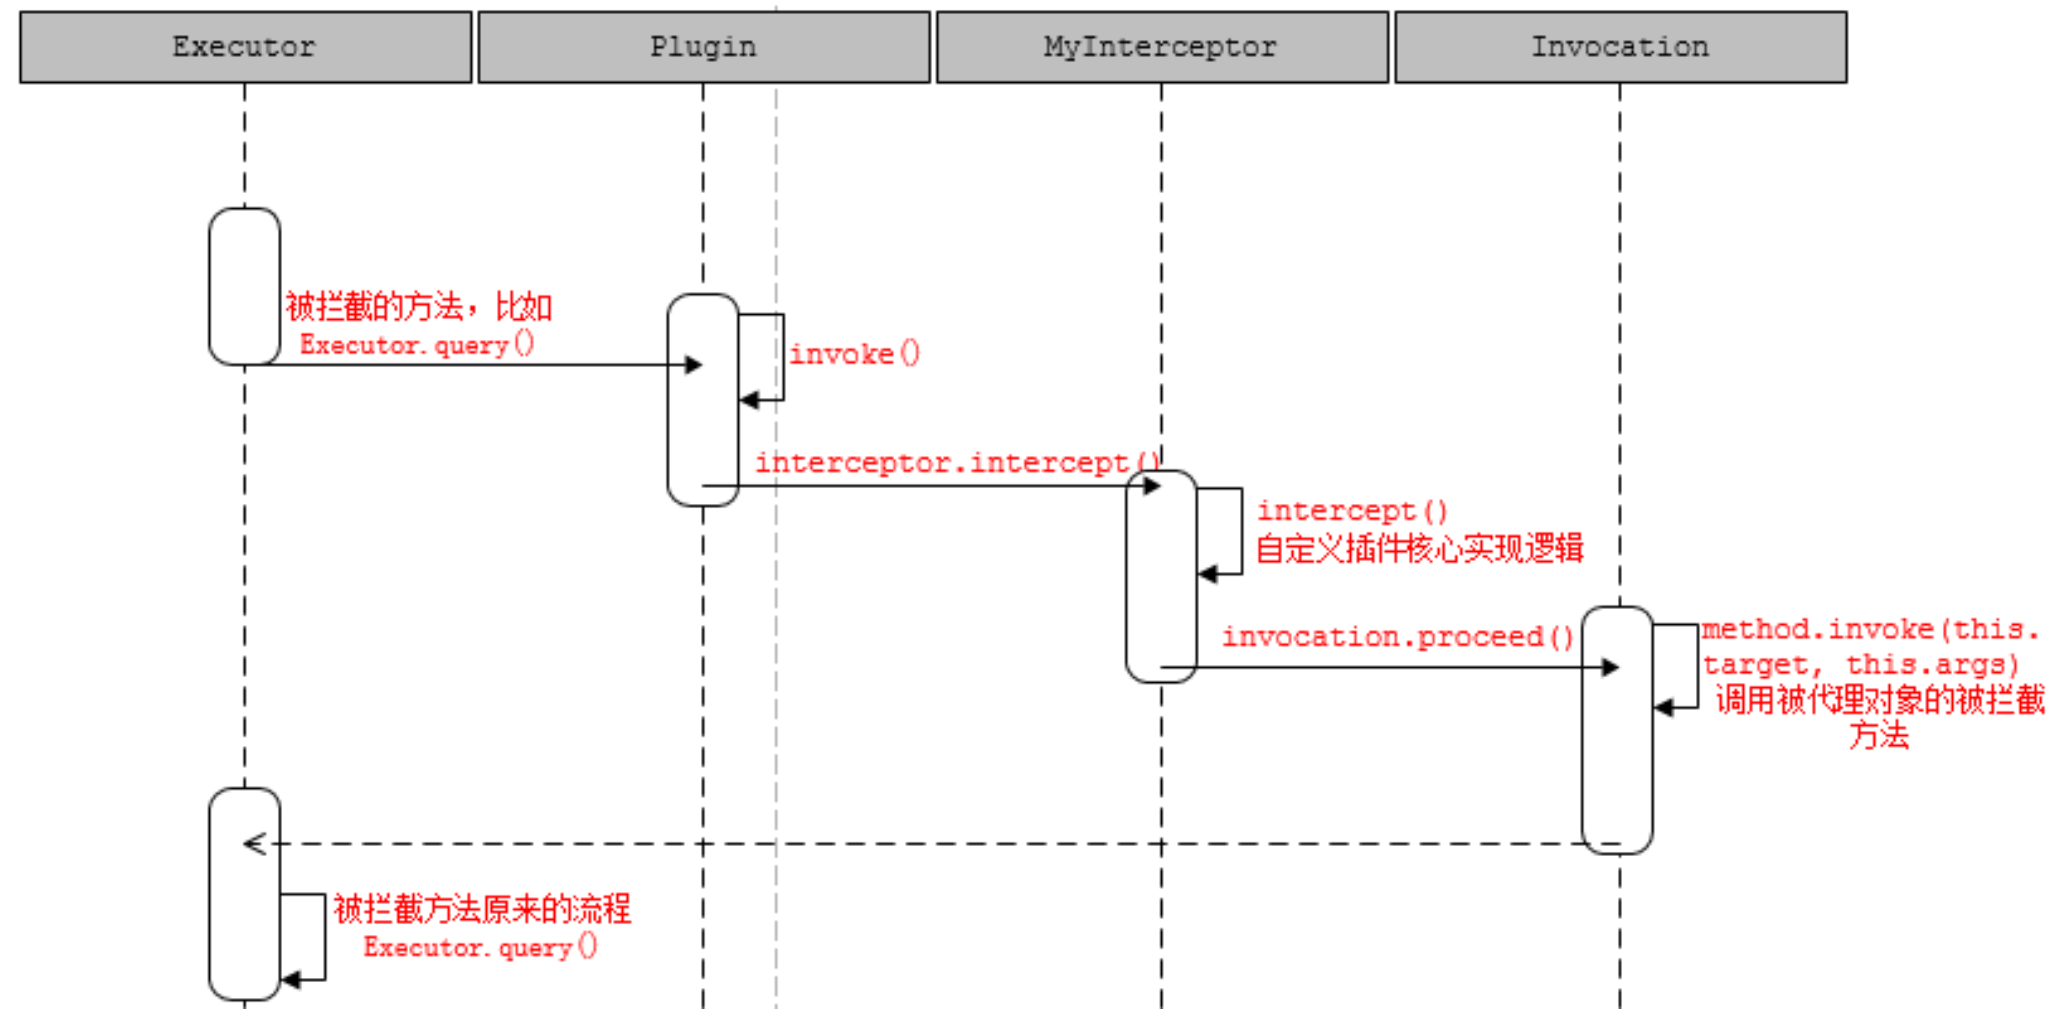 Executor
Plugin
MyInterceptor
Invocation
被拦截的方法，比如
Executor.query()
invoke()
interceptor.intercept()
intercept()
自定义插件核心实现逻辑
invocation.proceed()
method.invoke(this.
target, this.args)
调用被代理对象的被拦截
方法
被拦截方法原来的流程
Executor.query()